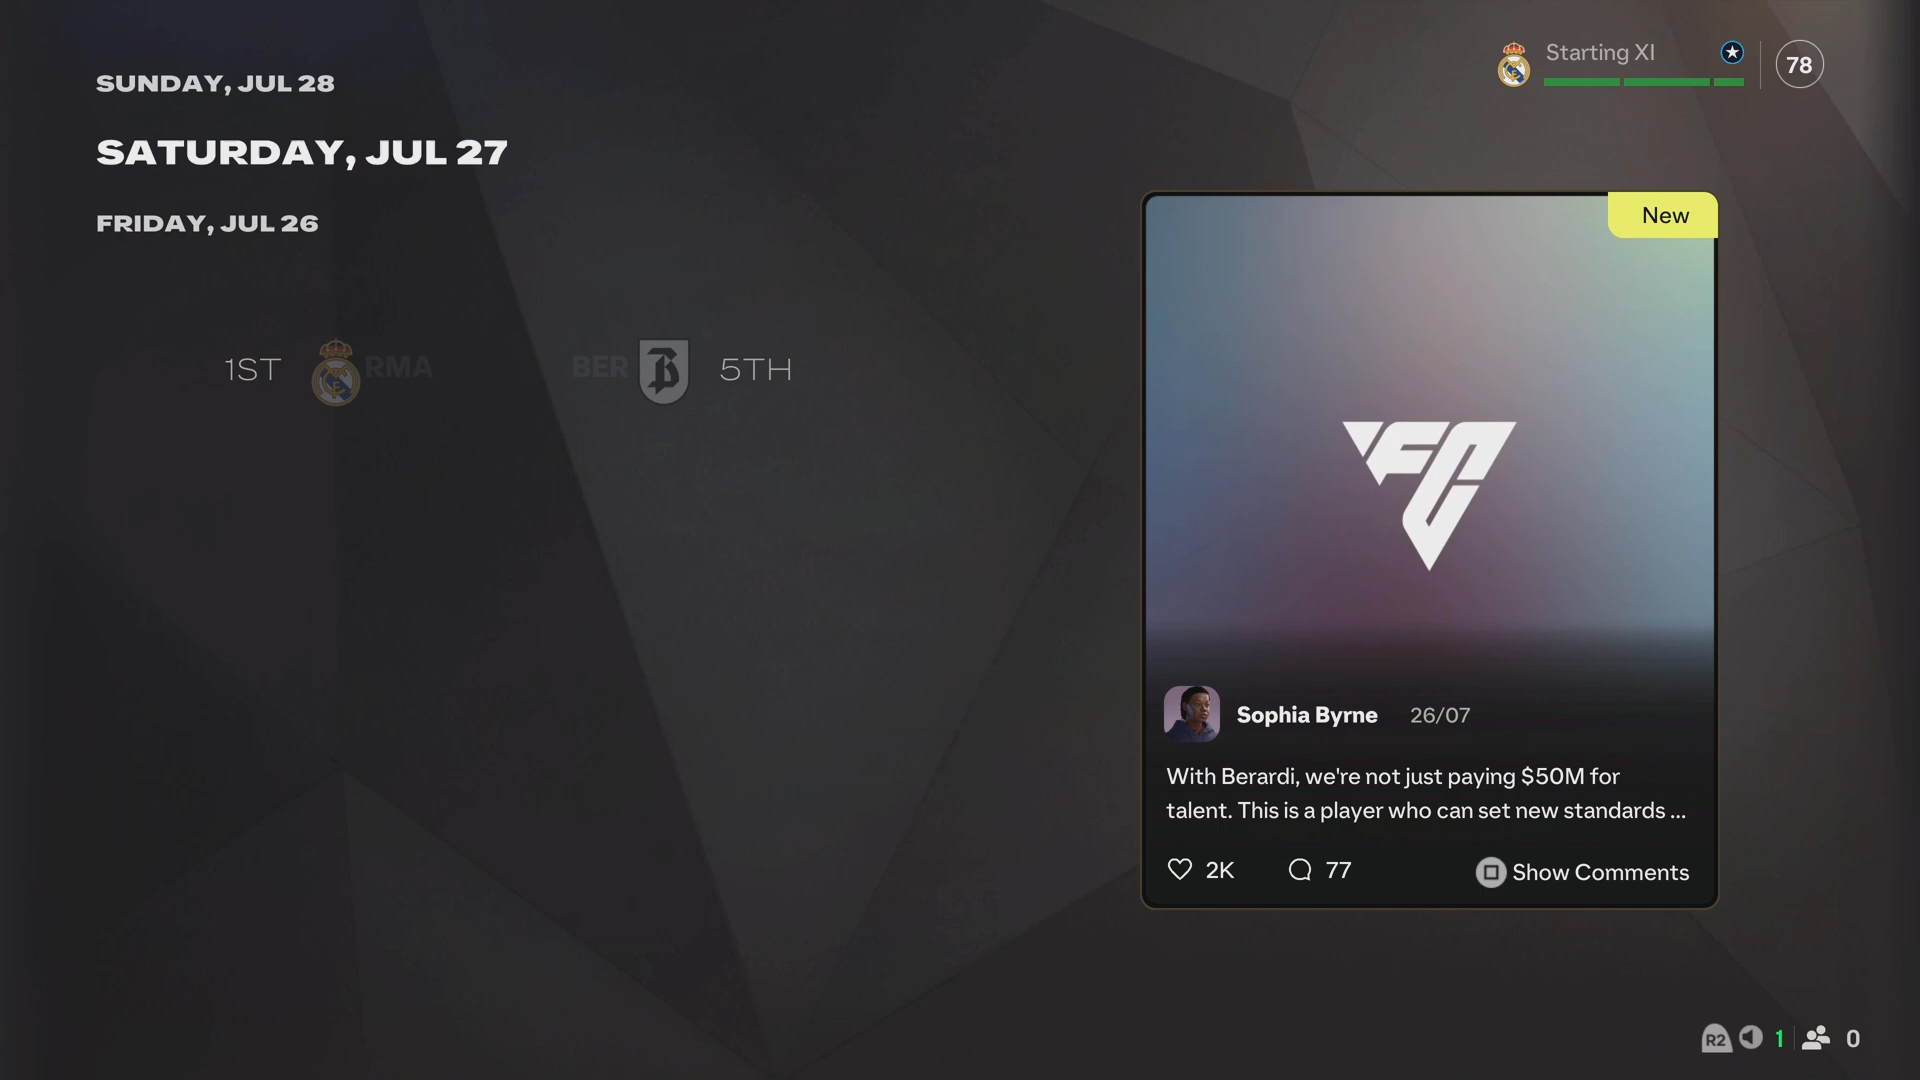 SUNDAY, JUL 28
SATURDAY, JUL 27
FRIDAY, JUL 26
Starting XI
78
1ST RMA BER 5TH
New
Sophia Byrne 26/07
With Berardi, we're not just paying $50M for
talent. This is a player who can set new standards ...
2K 77 Show Comments
R2 1 0